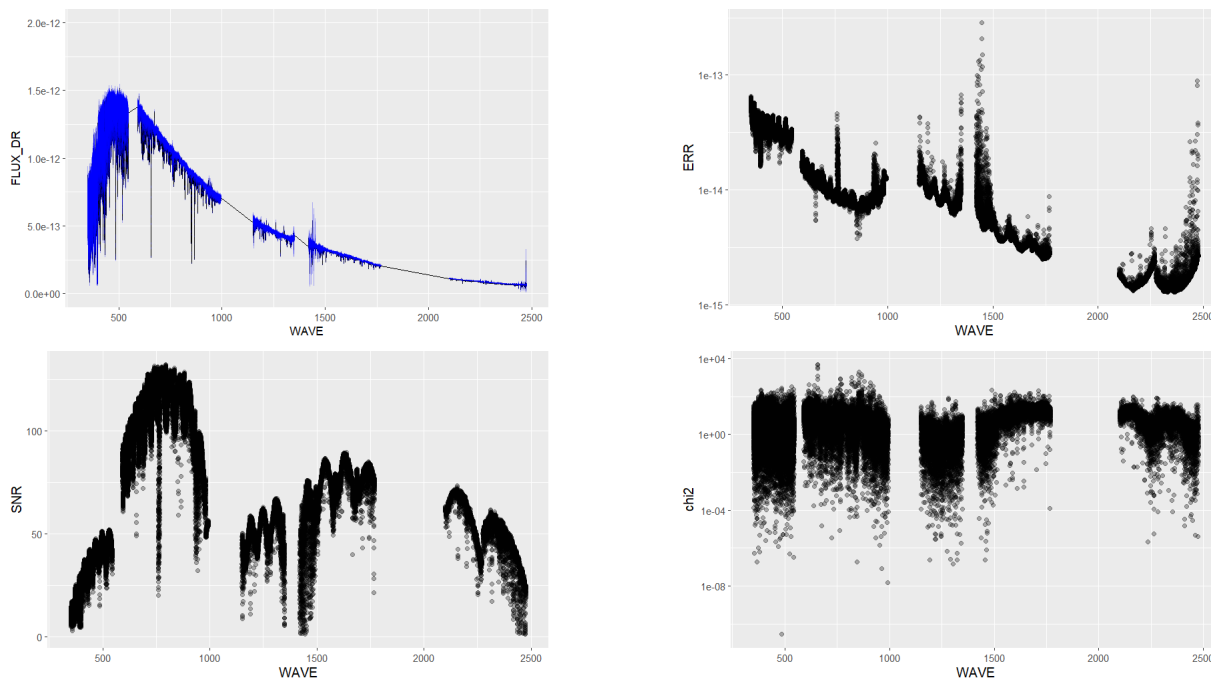 2.0e-12
1.5e-12
1.0e-12
5.0e-13
0.0e+00
FLUX_DR
500 1000 1500 2000 2500
WAVE
1e-13
1e-14
1e-15
ERR
500 1000 1500 2000 2500
WAVE
100
50
0
SNR
500 1000 1500 2000 2500
WAVE
1e+04
1e+00
1e-04
1e-08
chi2
500 1000 1500 2000 2500
WAVE